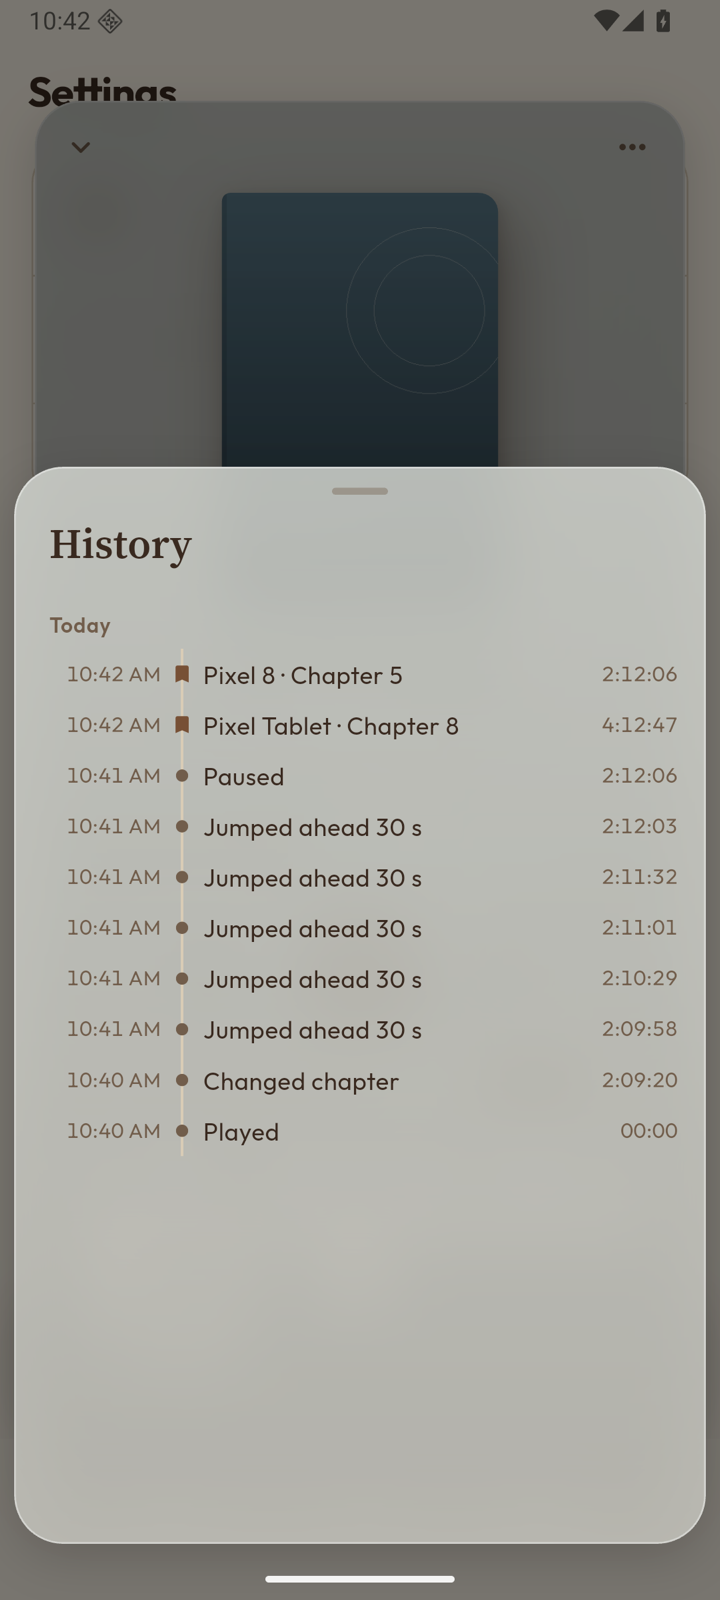 10:42
Settings
History
Today
10:42 AM Pixel 8 · Chapter 5 2:12:06
10:42 AM Pixel Tablet · Chapter 8 4:12:47
10:41 AM Paused 2:12:06
10:41 AM Jumped ahead 30 s 2:12:03
10:41 AM Jumped ahead 30 s 2:11:32
10:41 AM Jumped ahead 30 s 2:11:01
10:41 AM Jumped ahead 30 s 2:10:29
10:41 AM Jumped ahead 30 s 2:09:58
10:40 AM Changed chapter 2:09:20
10:40 AM Played 00:00